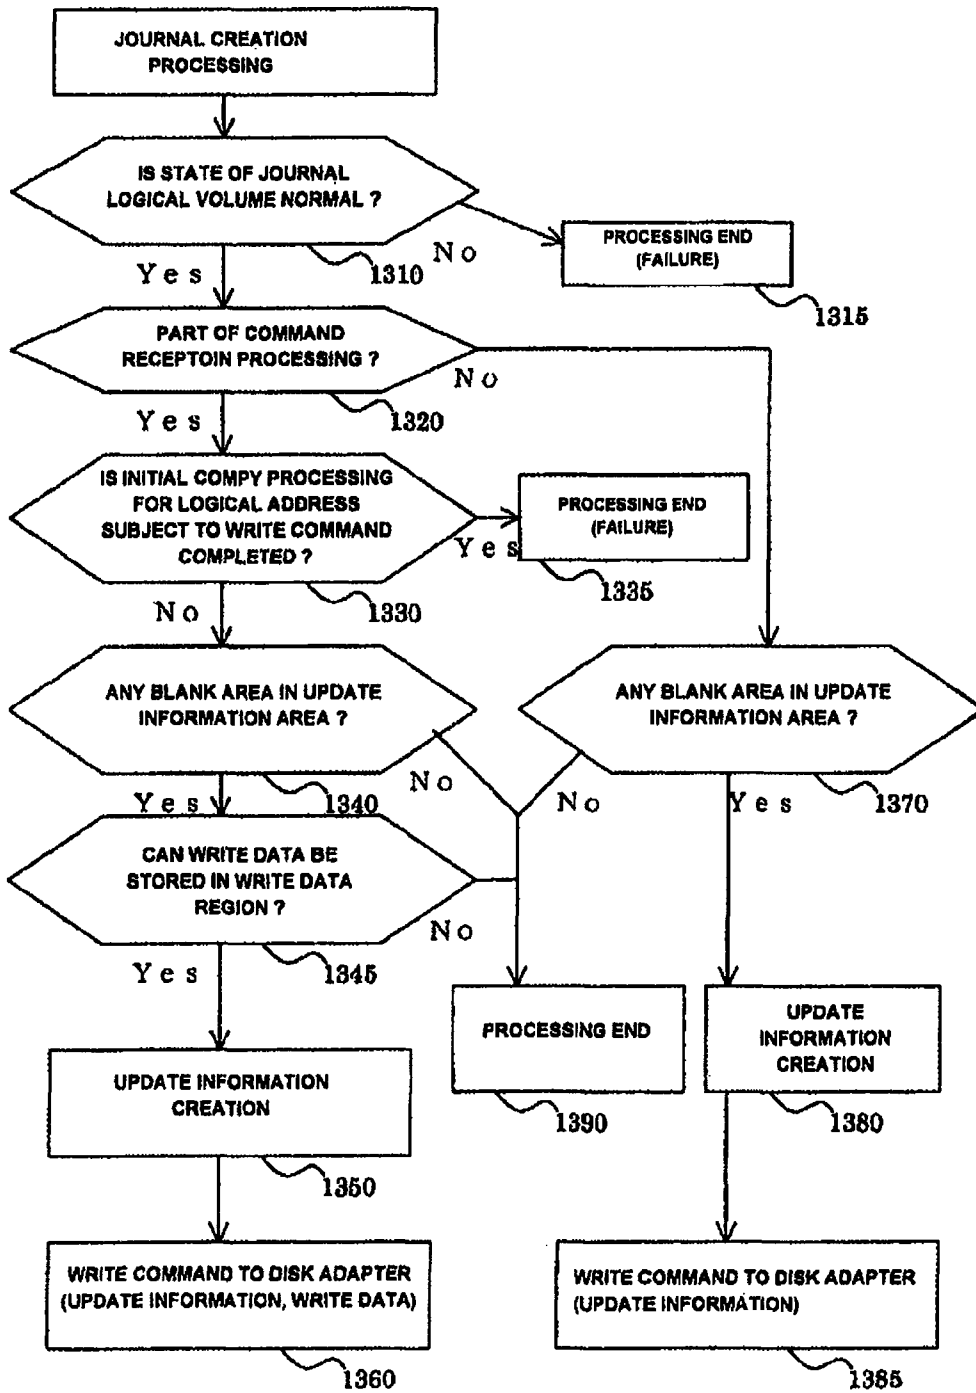 JOURNAL CREATION
PROCESSING
IS STATE OF JOURNAL
LOGICAL VOLUME NORMAL ?
No
PROCESSING END
(FAILURE)
Yes
1310
1315
PART OF COMMAND
RECEPTOIN PROCESSING ?
No
Yes
1320
IS INITIAL COMPY PROCESSING
FOR LOGICAL ADDRESS
SUBJECT TO WRITE COMMAND
COMPLETED ?
Yes
PROCESSING END
(FAILURE)
1335
No
1330
ANY BLANK AREA IN UPDATE
INFORMATION AREA ?
ANY BLANK AREA IN UPDATE
INFORMATION AREA ?
No
No
Yes
1340
Yes
1370
CAN WRITE DATA BE
STORED IN WRITE DATA
REGION ?
No
Yes
1345
PROCESSING END
1390
UPDATE
INFORMATION
CREATION
1380
UPDATE INFORMATION
CREATION
1350
WRITE COMMAND TO DISK ADAPTER
(UPDATE INFORMATION, WRITE DATA)
1360
WRITE COMMAND TO DISK ADAPTER
(UPDATE INFORMATION)
1385